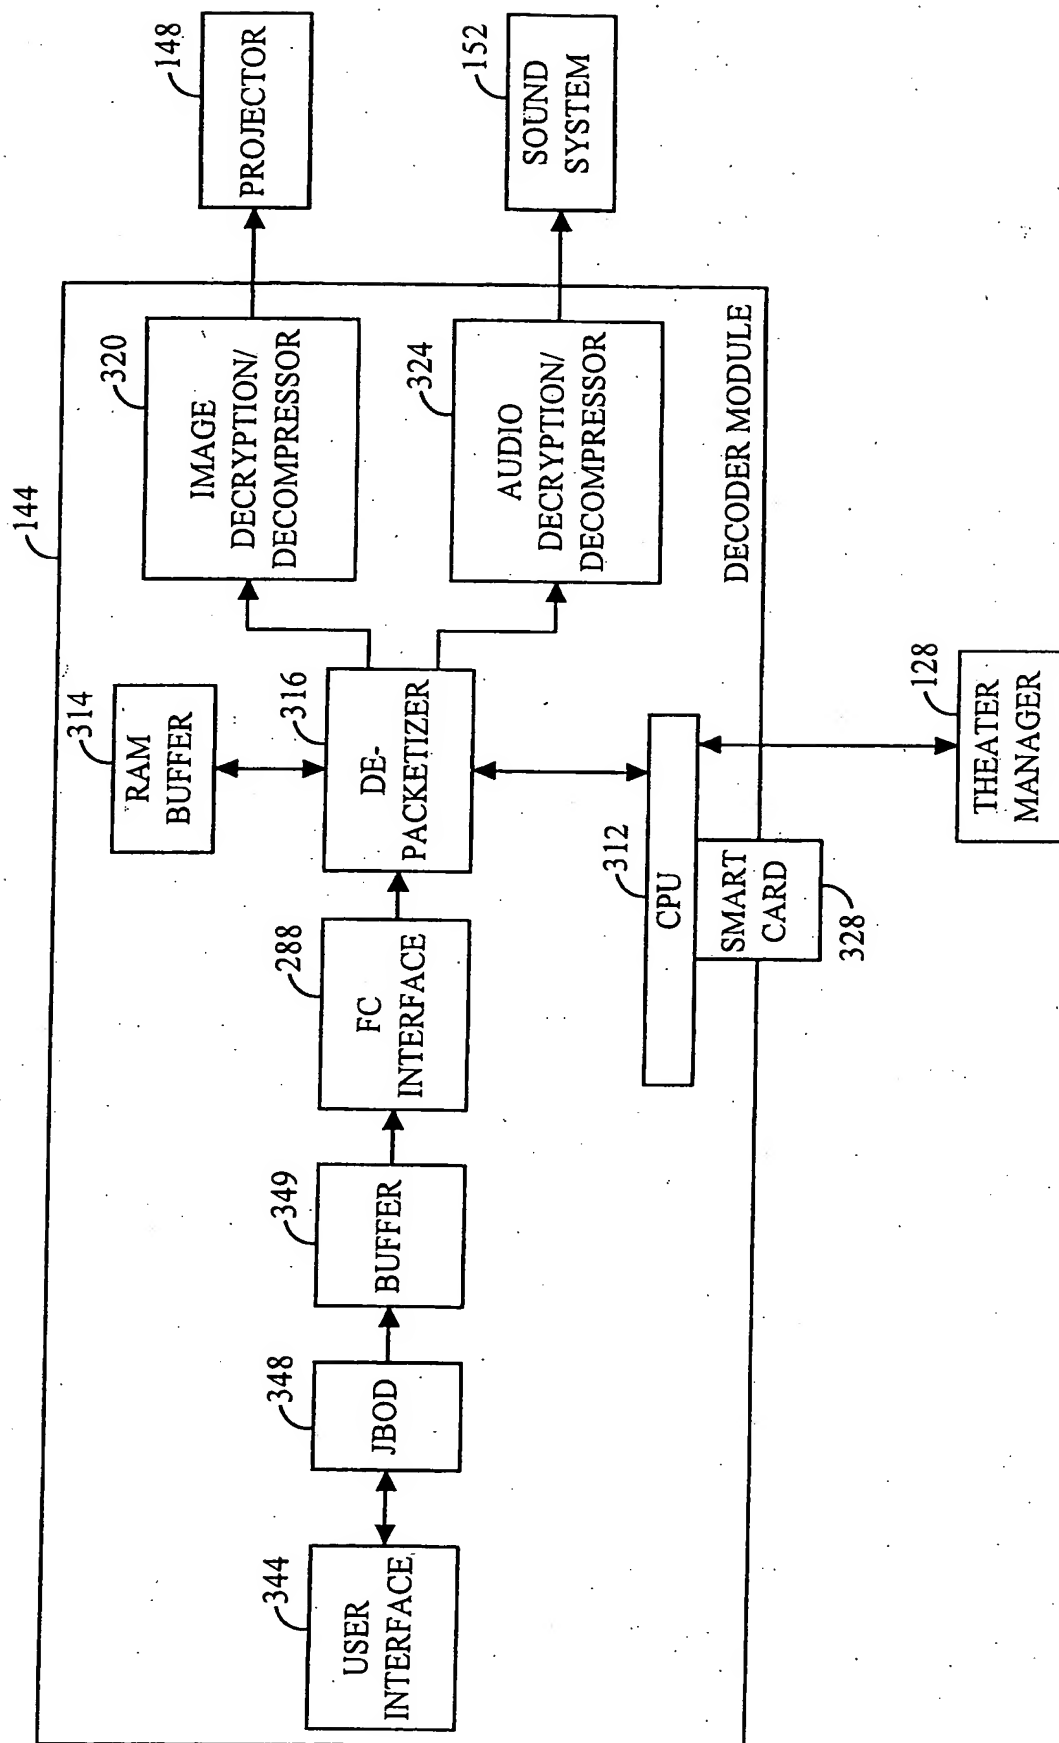 144
344
USER
INTERFACE
348
JBOD
349
BUFFER
288
FC
INTERFACE
314
RAM
BUFFER
316
DE-
PACKETIZER
312
CPU
SMART
CARD
328
320
IMAGE
DECRYPTION/
DECOMPRESSOR
324
AUDIO
DECRYPTION/
DECOMPRESSOR
DECODER MODULE
148
PROJECTOR
152
SOUND
SYSTEM
128
THEATER
MANAGER